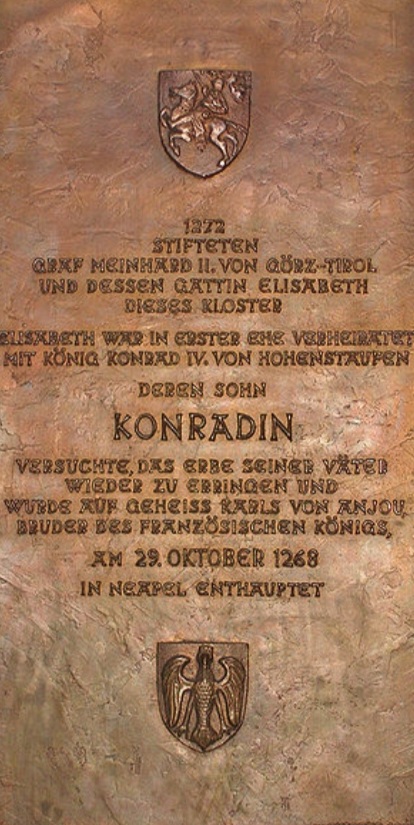 1272
STIFTETEN
GRAF MEINHARD II. VON GÖRZ-TIROL
UND DESSEN GATTIN ELISABETH
DIESES KLOSTER
ELISABETH WAR IN ERSTER EHE VERHEIRATET
MIT KÖNIG KONRAD IV. VON HOHENSTAUFEN
DEREN SOHN
KONRADIN
VERSUCHTE, DAS ERBE SEINER VÄTER
WIEDER ZU ERRINGEN UND
WURDE AUF GEHEISS KARLS VON ANJOU,
BRUDER DES FRANZÖSISCHEN KÖNIGS,
AM 29. OKTOBER 1268
IN NEAPEL ENTHAUPTET